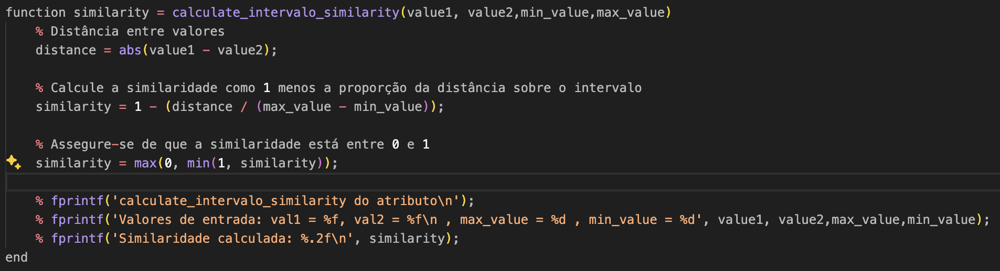 function similarity = calculate_intervalo_similarity(value1, value2,min_value,max_value)
    % Distância entre valores
    distance = abs(value1 - value2);
    % Calcule a similaridade como 1 menos a proporção da distância sobre o intervalo
    similarity = 1 - (distance / (max_value - min_value));
    % Assegure-se de que a similaridade está entre 0 e 1
    similarity = max(0, min(1, similarity));
    % fprintf('calculate_intervalo_similarity do atributo\n');
    % fprintf('Valores de entrada: val1 = %f, val2 = %f\n , max_value = %d , min_value = %d', value1, value2,max_value,min_value);
    % fprintf('Similaridade calculada: %.2f\n', similarity);
end